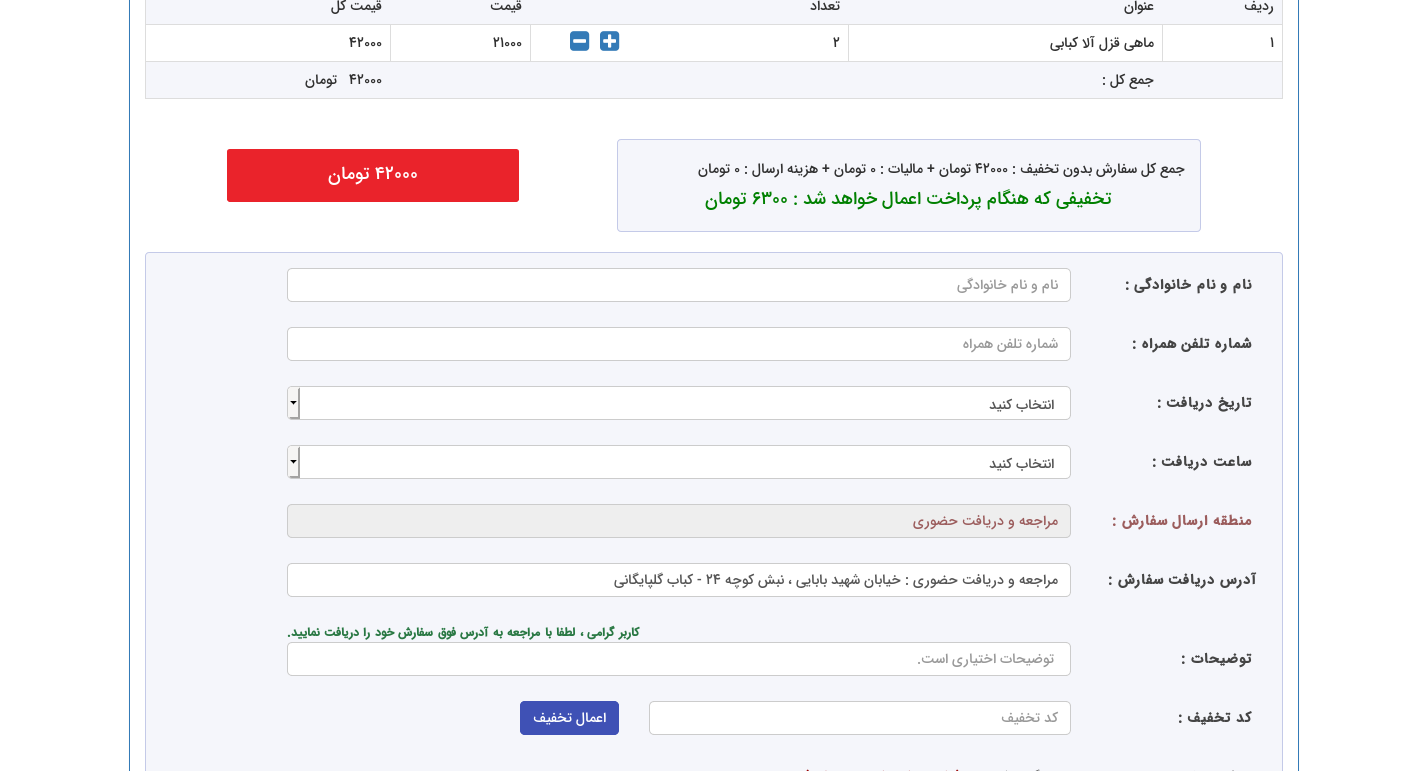 ردیف عنوان تعداد قیمت قیمت کل
۱ ماهی قزل آلا کبابی ۲ ۲۱۰۰۰ ۴۲۰۰۰
جمع کل : ۴۲۰۰۰ تومان
جمع کل سفارش بدون تخفیف : ۴۲۰۰۰ تومان + مالیات : ۰ تومان + هزینه ارسال : ۰ تومان
تخفیفی که هنگام پرداخت اعمال خواهد شد : ۶۳۰۰ تومان
۴۲۰۰۰ تومان
نام و نام خانوادگی : نام و نام خانوادگی
شماره تلفن همراه : شماره تلفن همراه
تاریخ دریافت : انتخاب کنید
ساعت دریافت : انتخاب کنید
منطقه ارسال سفارش : مراجعه و دریافت حضوری
آدرس دریافت سفارش : مراجعه و دریافت حضوری : خیابان شهید بابایی ، نبش کوچه ۲۴ - کباب گلپایگانی
کاربر گرامی ، لطفا با مراجعه به آدرس فوق سفارش خود را دریافت نمایید.
توضیحات : توضیحات اختیاری است.
کد تخفیف : کد تخفیف اعمال تخفیف